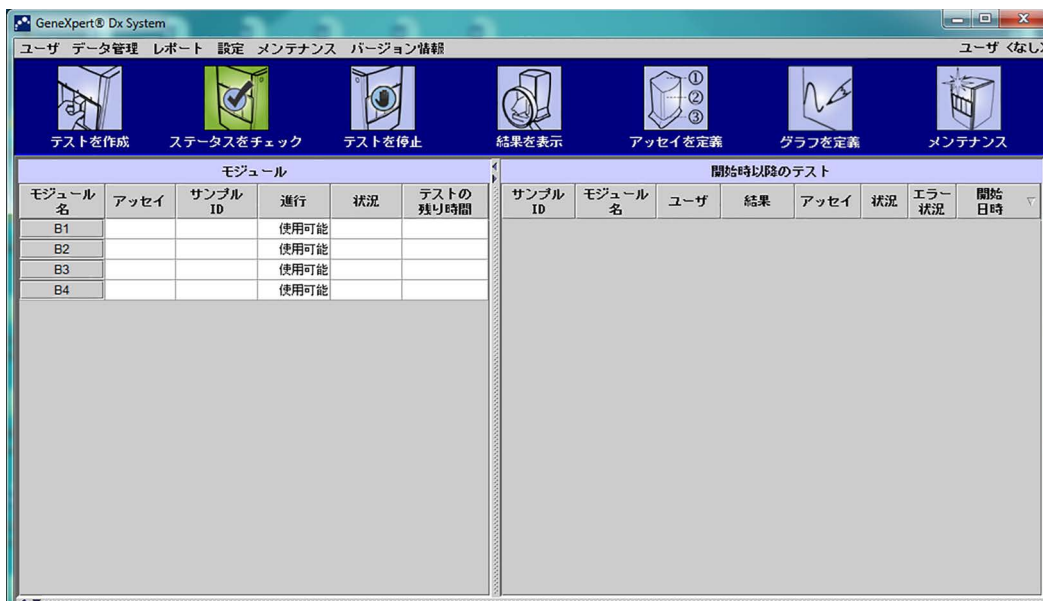 GeneXpert® Dx System
ユーザ データ管理 レポート 設定 メンテナンス バージョン情報 ユーザ <なし>
① ② ③
テストを作成 ステータスをチェック テストを停止 結果を表示 アッセイを定義 グラフを定義 メンテナンス
モジュール
モジュール名 アッセイ サンプルID 進行 状況 テストの残り時間
B1 使用可能
B2 使用可能
B3 使用可能
B4 使用可能
開始時以降のテスト
サンプルID モジュール名 ユーザ 結果 アッセイ 状況 エラー状況 開始日時